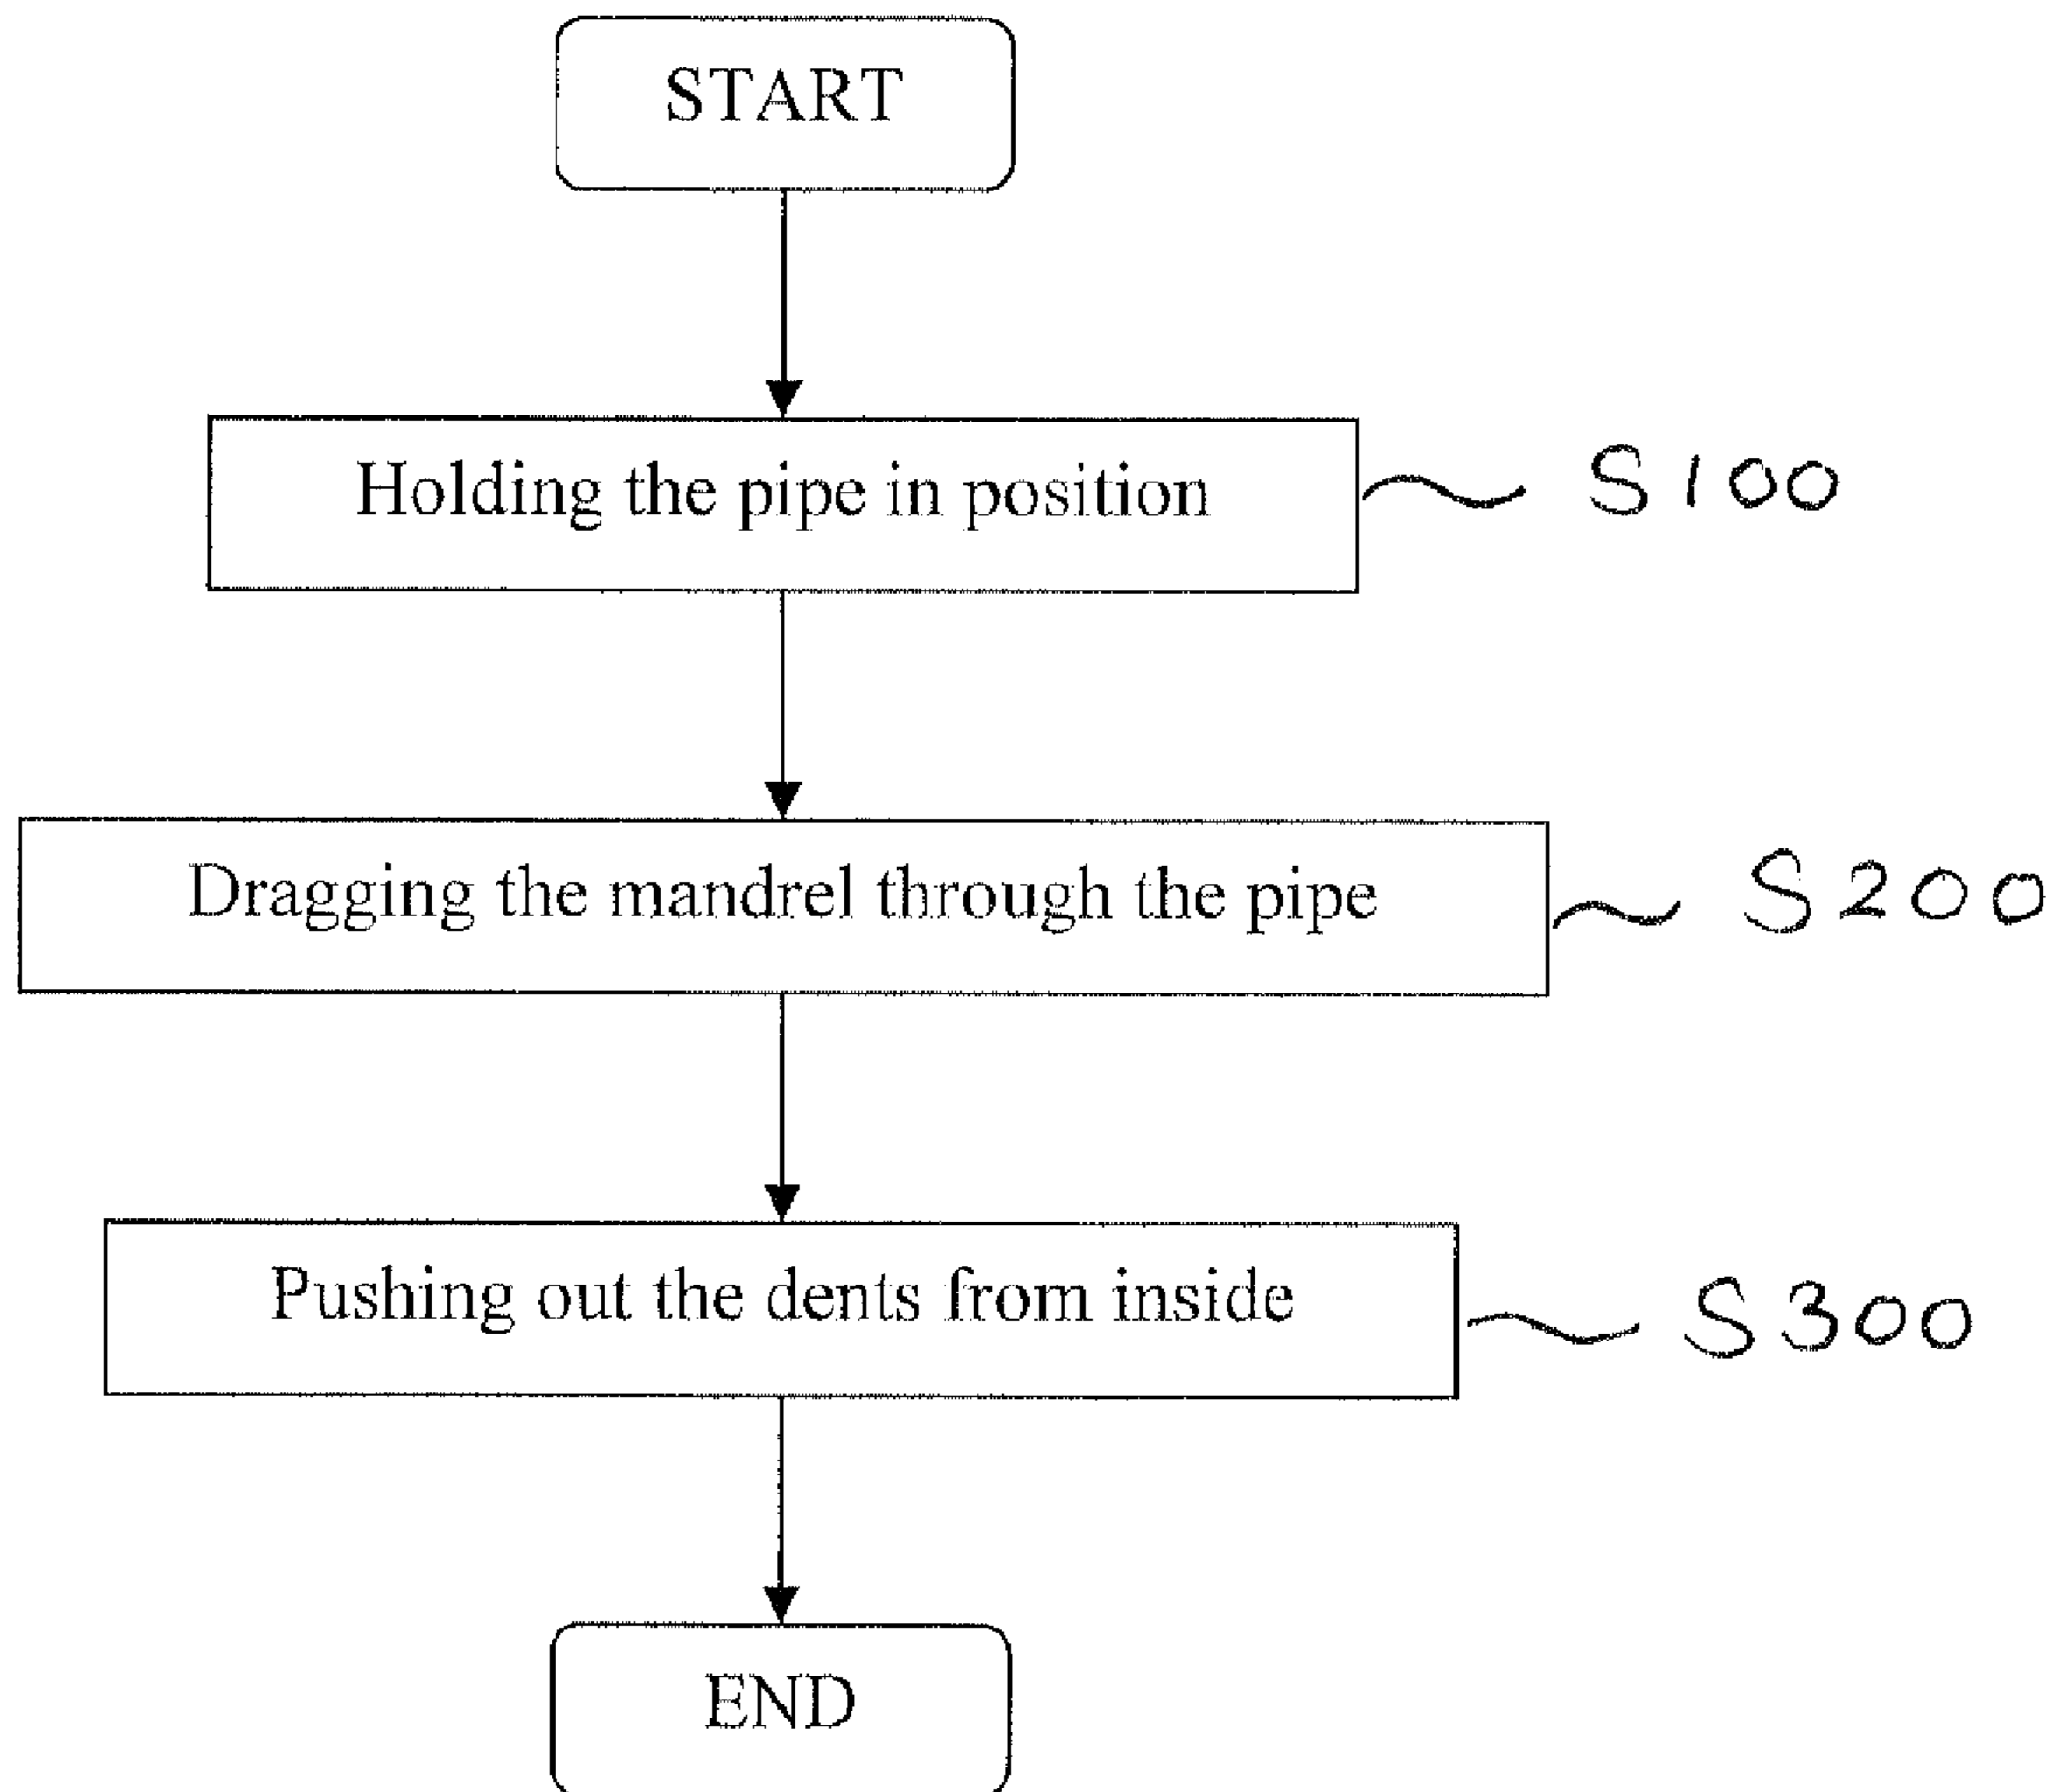 START
Holding the pipe in position
S100
Dragging the mandrel through the pipe
S200
Pushing out the dents from inside
S300
END